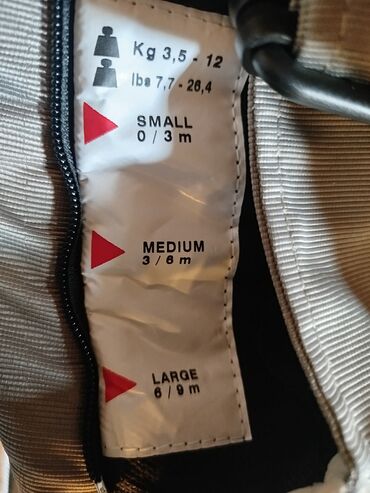 Kg 3,5 - 12
lbs 7,7 - 26,4
SMALL
0 / 3 m
MEDIUM
3 / 6 m
LARGE
6 / 9 m